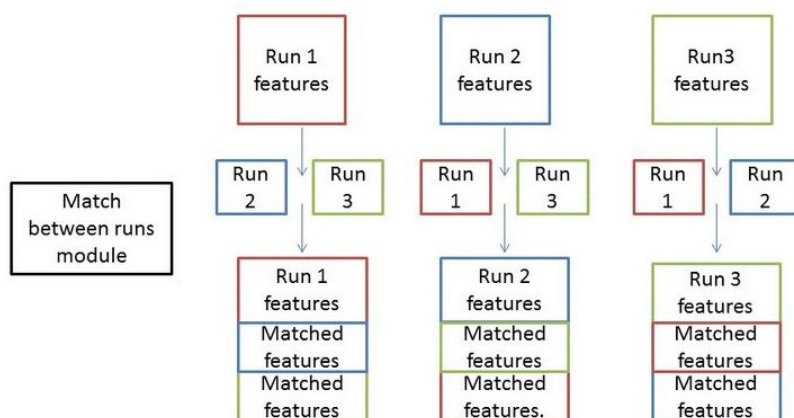 Run 1
features
Run 2
features
Run3
features
Run
2
Run
3
Run
1
Run
3
Run
1
Run
2
Match
between runs
module
Run 1
features
Matched
features
Matched
features
Run 2
features
Matched
features
Matched
features.
Run 3
features
Matched
features
Matched
features